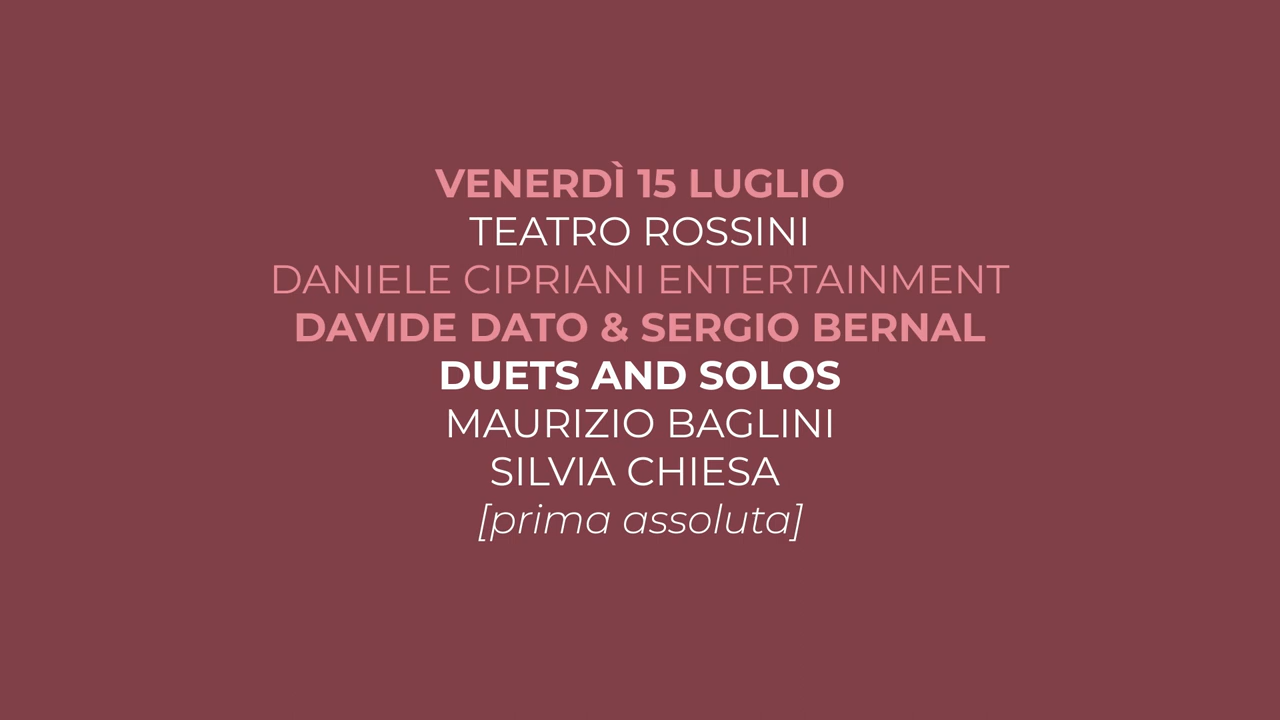 VENERDÌ 15 LUGLIO
TEATRO ROSSINI
DANIELE CIPRIANI ENTERTAINMENT
DAVIDE DATO & SERGIO BERNAL
DUETS AND SOLOS
MAURIZIO BAGLINI
SILVIA CHIESA
[prima assoluta]